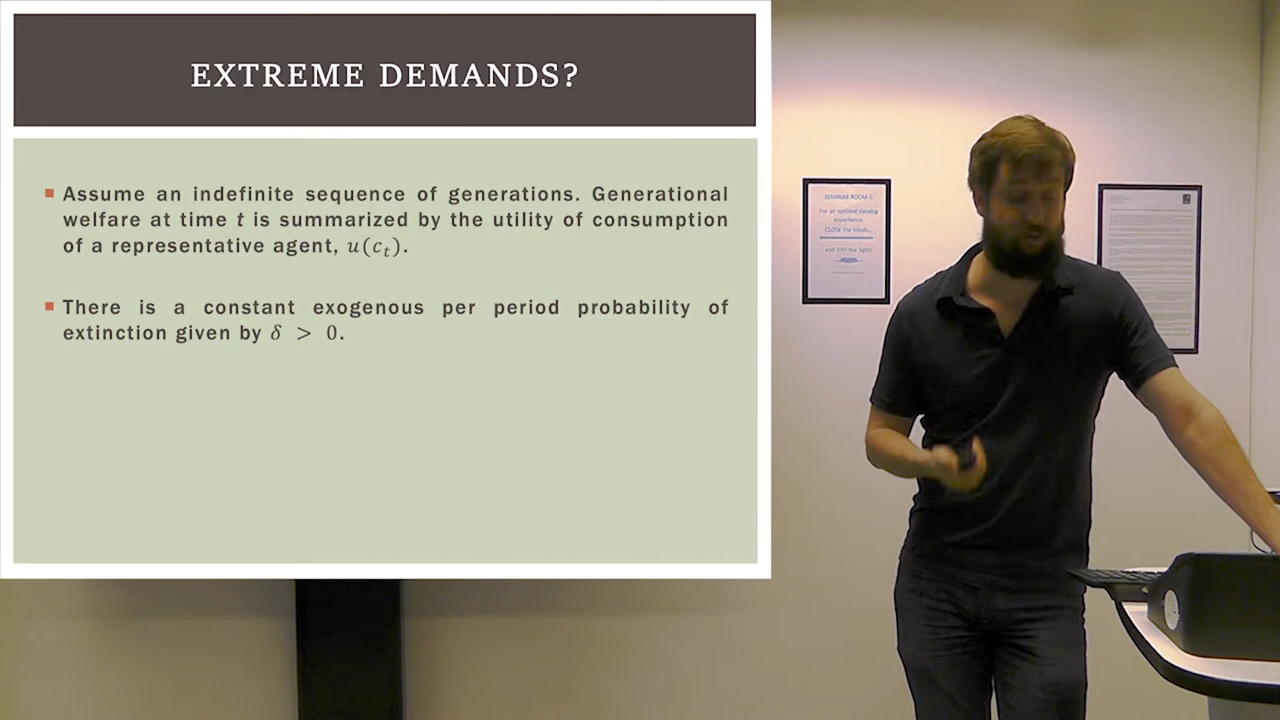 EXTREME DEMANDS?
Assume an indefinite sequence of generations. Generational
welfare at time t is summarized by the utility of consumption
of a representative agent, u(cₜ).
There is a constant exogenous per period probability of
extinction given by δ > 0.
SEMINAR ROOM 0
For an optimal viewing
experience:
CLOSE the blinds...
and DIM the lights